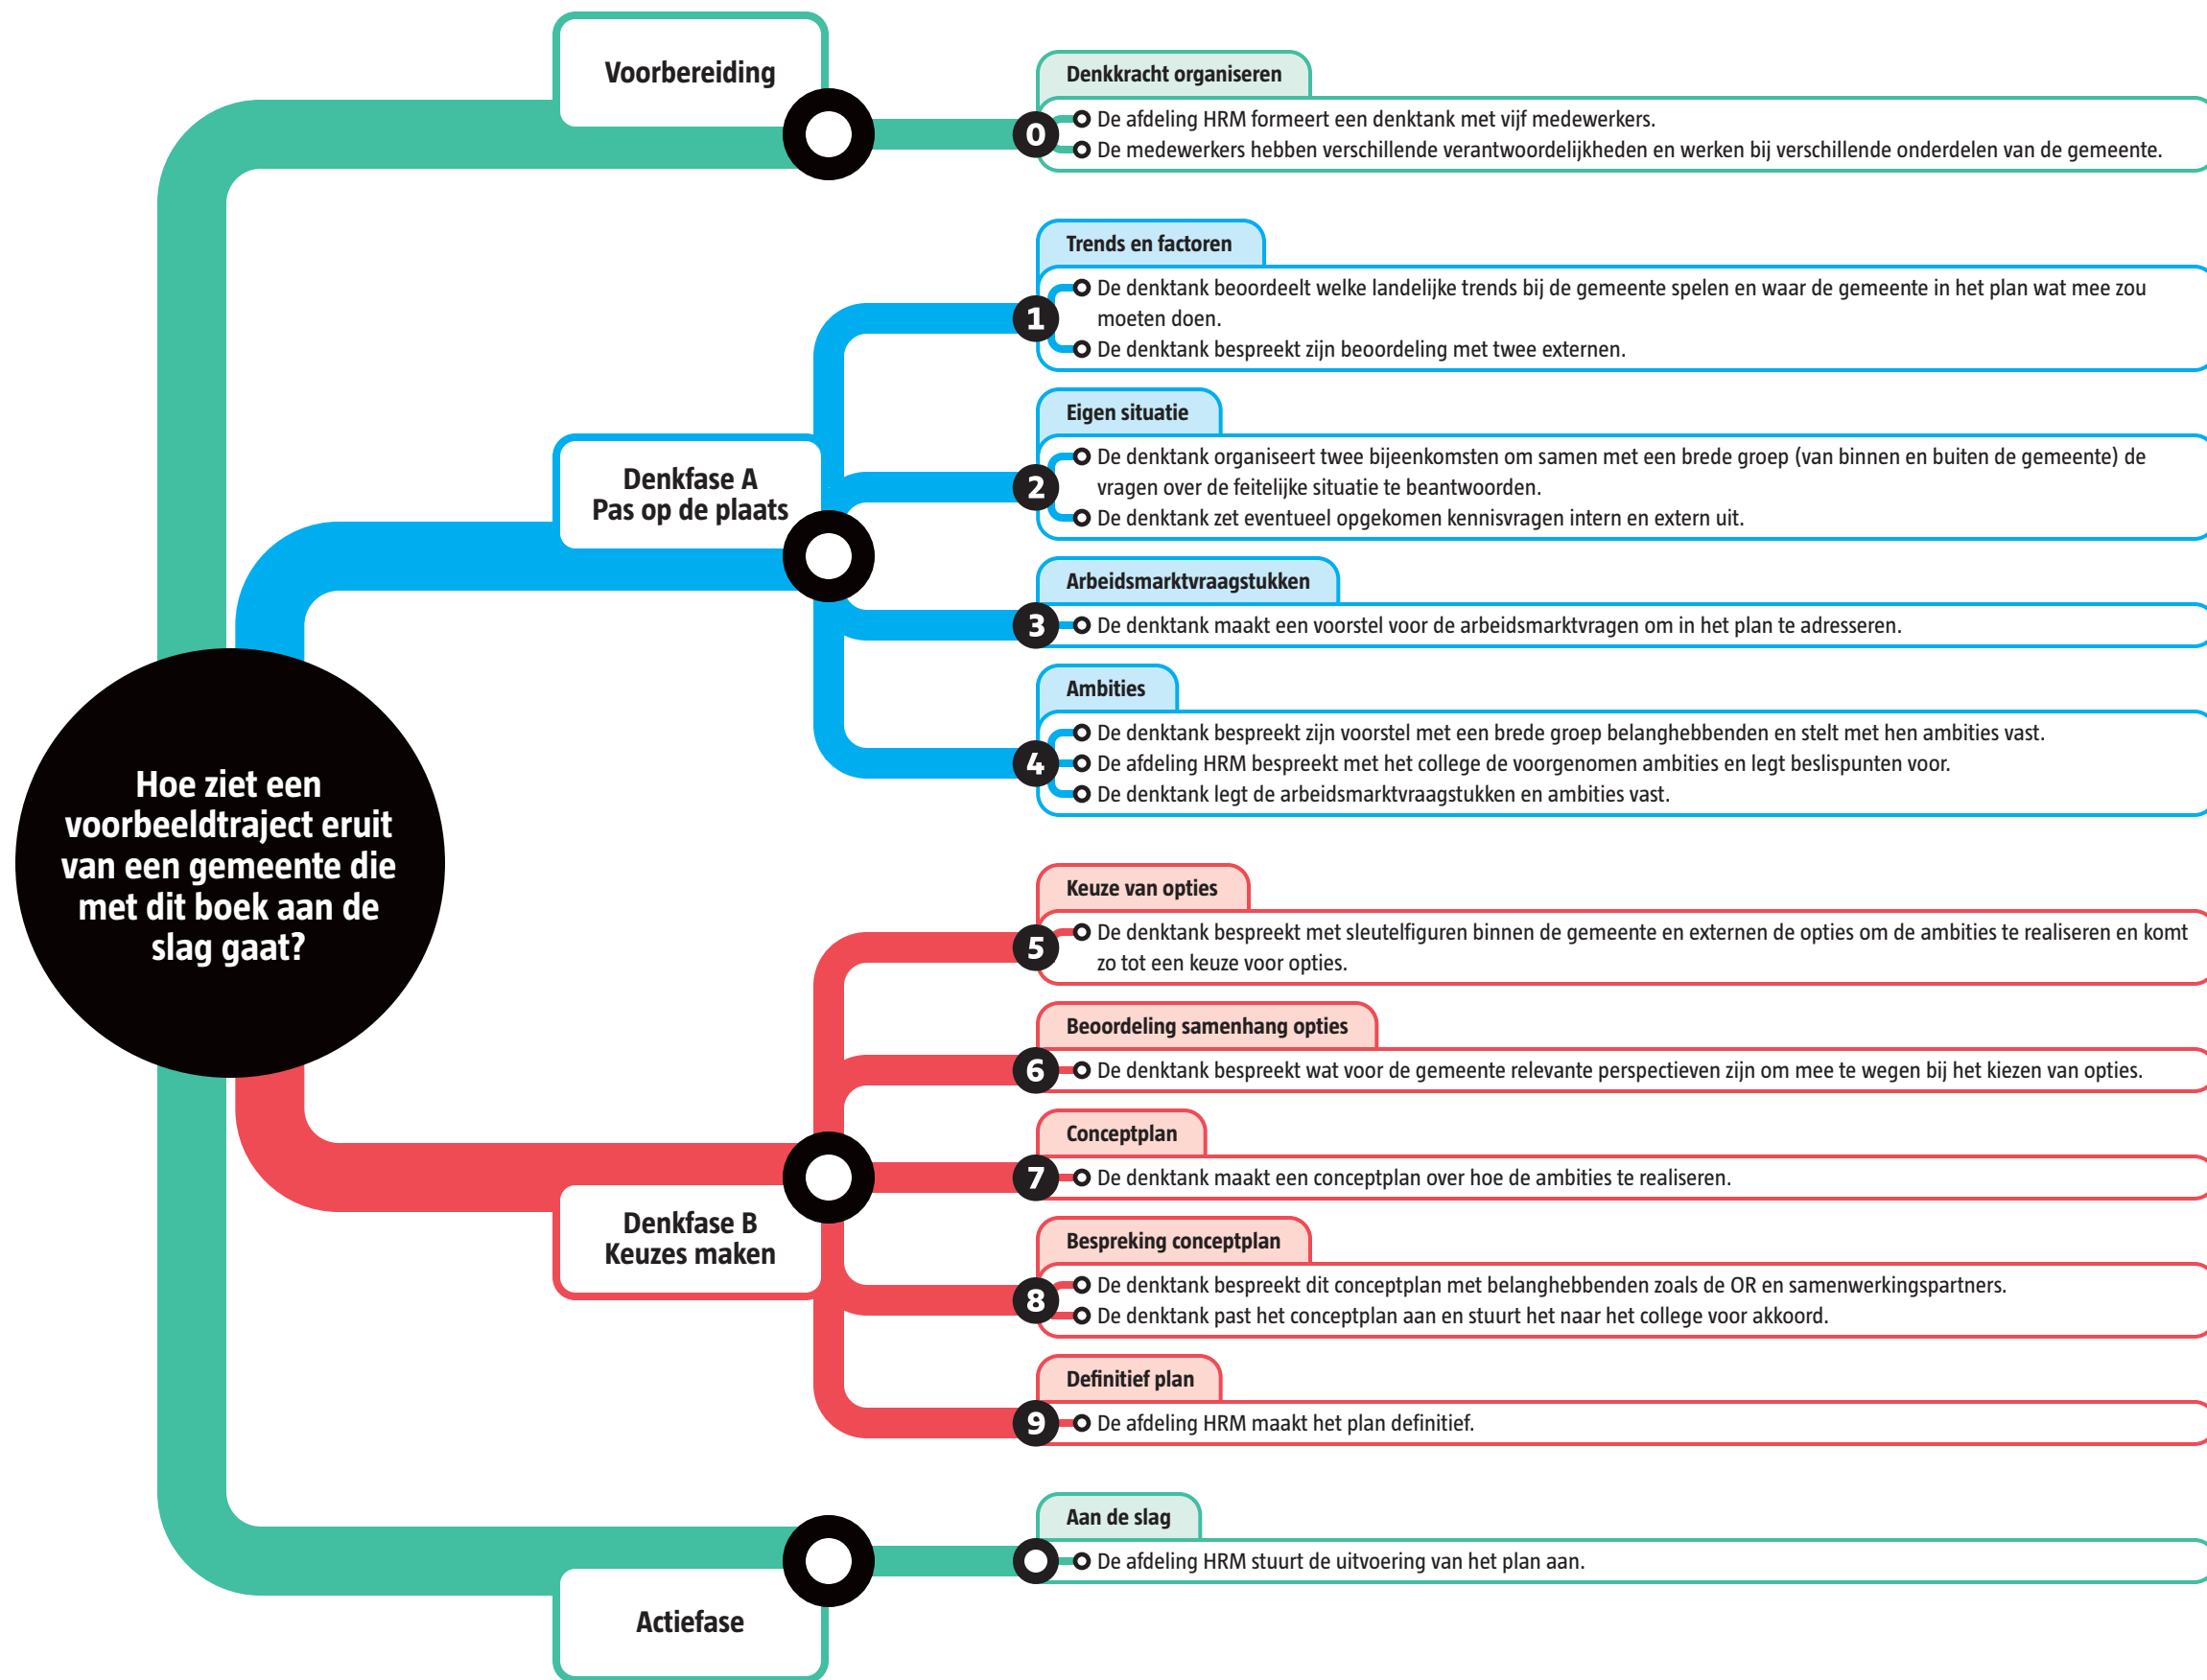 Voorbereiding
Denkkracht organiseren
0
De afdeling HRM formeert een denktank met vijf medewerkers.
De medewerkers hebben verschillende verantwoordelijkheden en werken bij verschillende onderdelen van de gemeente.
Denkfase A
Pas op de plaats
Trends en factoren
1
De denktank beoordeelt welke landelijke trends bij de gemeente spelen en waar de gemeente in het plan wat mee zou
moeten doen.
De denktank bespreekt zijn beoordeling met twee externen.
Eigen situatie
2
De denktank organiseert twee bijeenkomsten om samen met een brede groep (van binnen en buiten de gemeente) de
vragen over de feitelijke situatie te beantwoorden.
De denktank zet eventueel opgekomen kennisvragen intern en extern uit.
Arbeidsmarktvraagstukken
3
De denktank maakt een voorstel voor de arbeidsmarktvragen om in het plan te adresseren.
Ambities
4
De denktank bespreekt zijn voorstel met een brede groep belanghebbenden en stelt met hen ambities vast.
De afdeling HRM bespreekt met het college de voorgenomen ambities en legt beslispunten voor.
De denktank legt de arbeidsmarktvraagstukken en ambities vast.
Hoe ziet een
voorbeeldtraject eruit
van een gemeente die
met dit boek aan de
slag gaat?
Denkfase B
Keuzes maken
Keuze van opties
5
De denktank bespreekt met sleutelfiguren binnen de gemeente en externen de opties om de ambities te realiseren en komt
zo tot een keuze voor opties.
Beoordeling samenhang opties
6
De denktank bespreekt wat voor de gemeente relevante perspectieven zijn om mee te wegen bij het kiezen van opties.
Conceptplan
7
De denktank maakt een conceptplan over hoe de ambities te realiseren.
Bespreking conceptplan
8
De denktank bespreekt dit conceptplan met belanghebbenden zoals de OR en samenwerkingspartners.
De denktank past het conceptplan aan en stuurt het naar het college voor akkoord.
Definitief plan
9
De afdeling HRM maakt het plan definitief.
Actiefase
Aan de slag
De afdeling HRM stuurt de uitvoering van het plan aan.